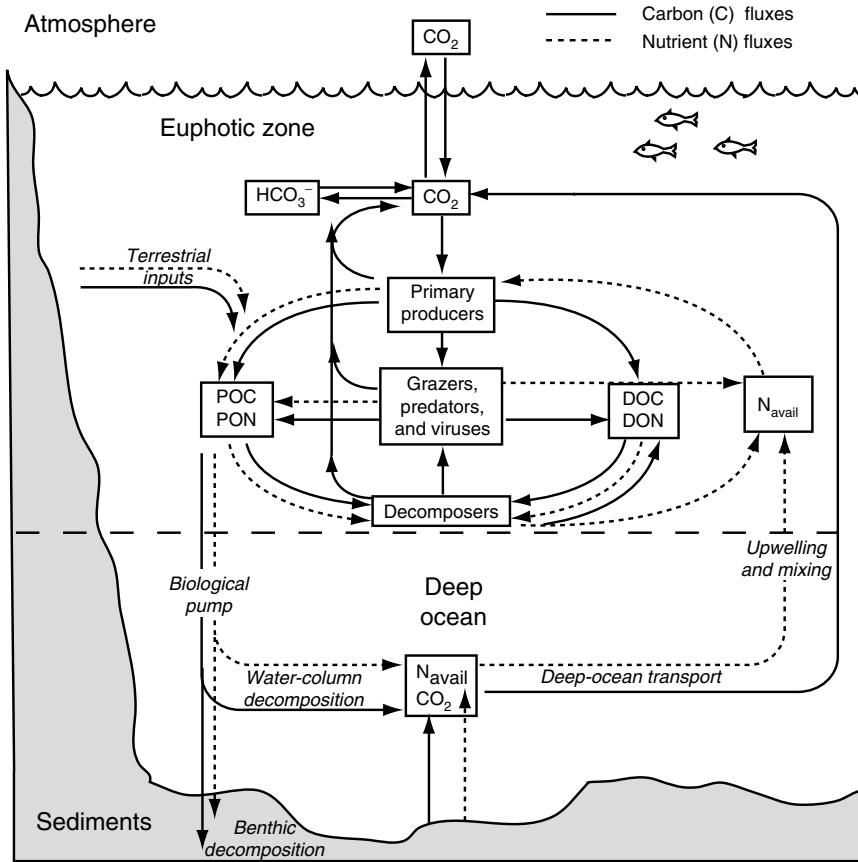 Atmosphere
CO₂
Carbon (C) fluxes
Nutrient (N) fluxes
Euphotic zone
HCO₃⁻
CO₂
Terrestrial
inputs
Primary
producers
POC
PON
Grazers,
predators,
and viruses
DOC
DON
N_avail
Decomposers
Biological
pump
Deep
ocean
Upwelling
and mixing
Water-column
decomposition
N_avail
CO₂
Deep-ocean transport
Sediments
Benthic
decomposition